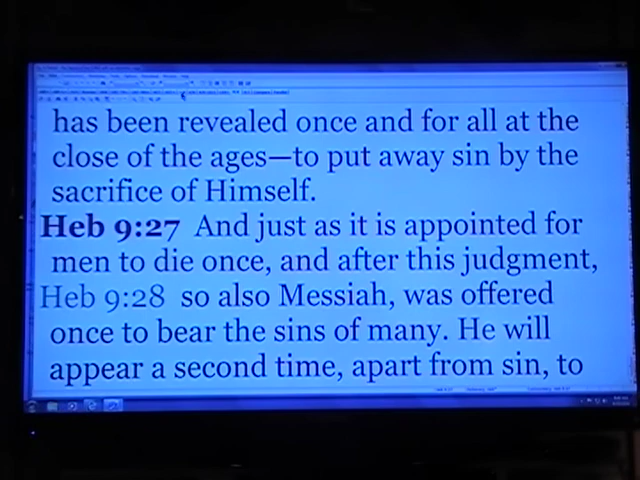 has been revealed once and for all at the
close of the ages—to put away sin by the
sacrifice of Himself.
Heb 9:27 And just as it is appointed for
men to die once, and after this judgment,
Heb 9:28 so also Messiah, was offered
once to bear the sins of many. He will
appear a second time, apart from sin, to